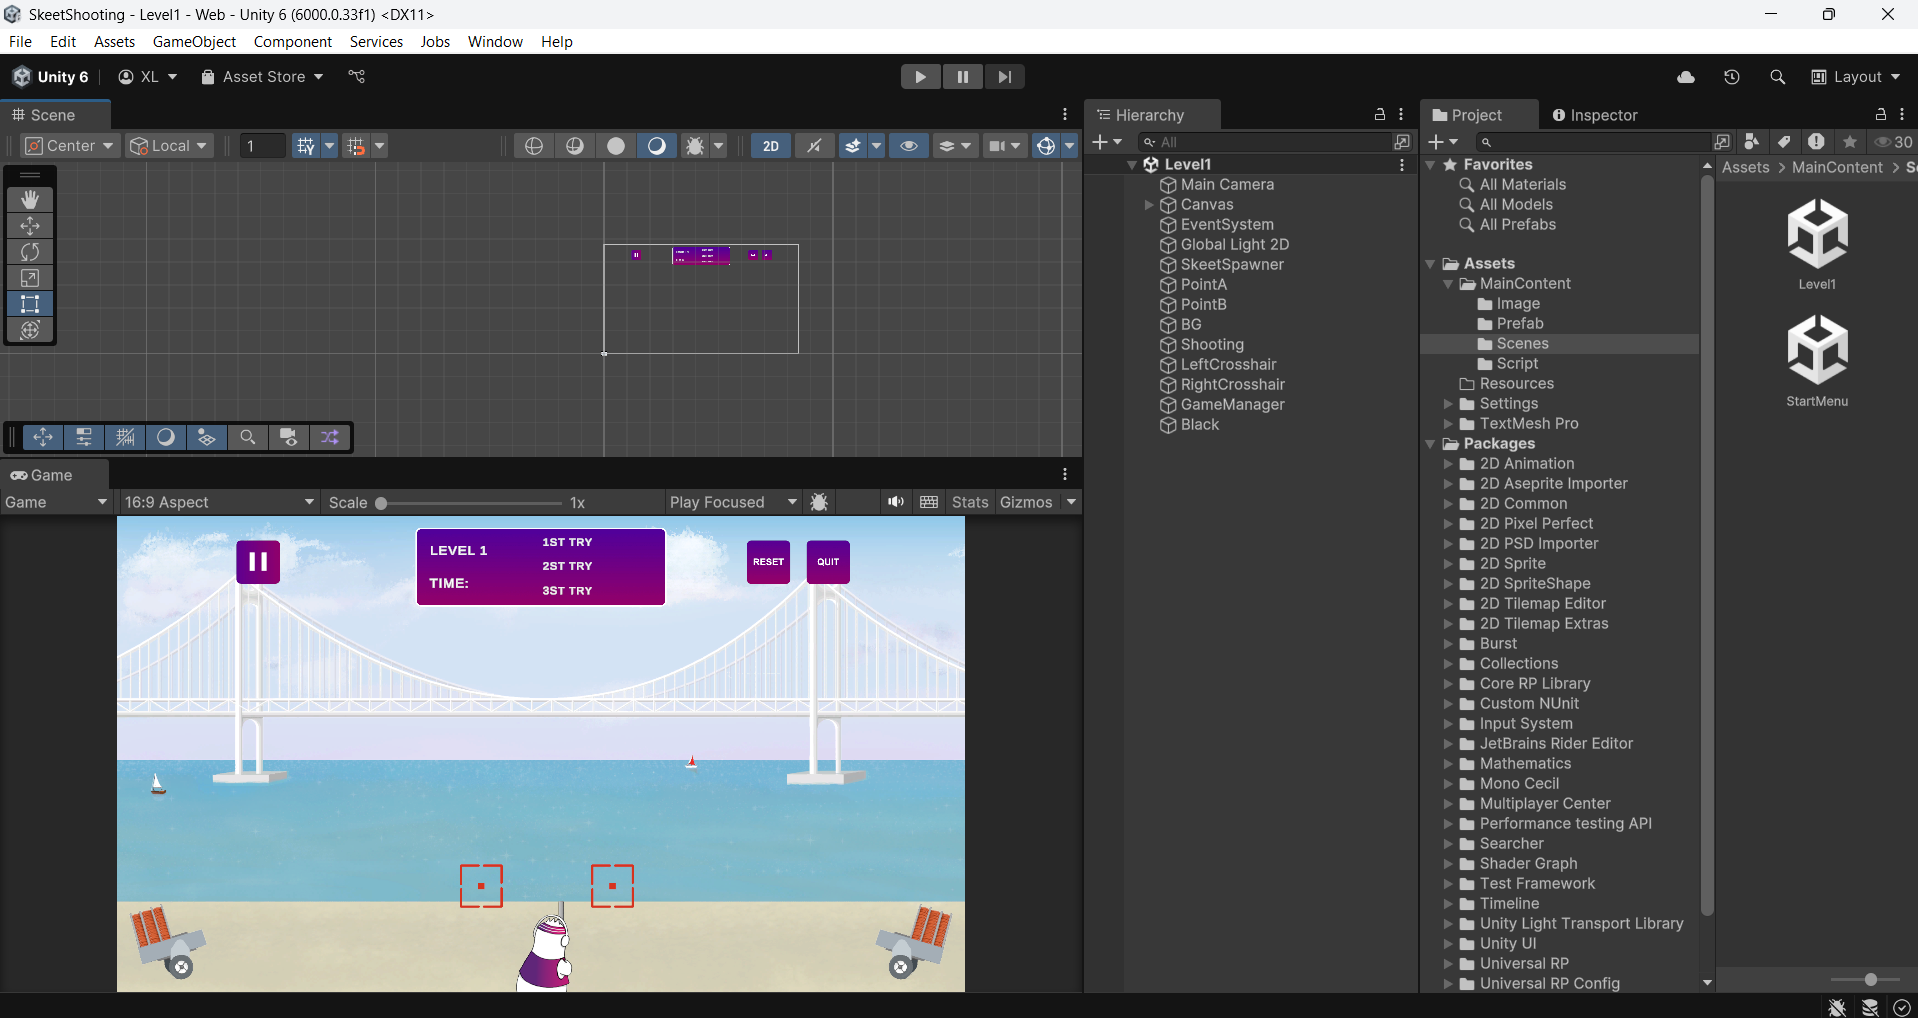 SkeetShooting - Level1 - Web - Unity 6 (6000.0.33f1) <DX11>
File Edit Assets GameObject Component Services Jobs Window Help
Unity 6 XL Asset Store Layout
Scene
Center Local 1 2D
Game
Game 16:9 Aspect Scale 1x Play Focused Stats Gizmos
LEVEL 1
TIME:
1ST TRY
2ST TRY
3ST TRY
RESET
QUIT
Hierarchy
All
Level1
Main Camera
Canvas
EventSystem
Global Light 2D
SkeetSpawner
PointA
PointB
BG
Shooting
LeftCrosshair
RightCrosshair
GameManager
Black
Project Inspector
30
Favorites
All Materials
All Models
All Prefabs
Assets
MainContent
Image
Prefab
Scenes
Script
Resources
Settings
TextMesh Pro
Packages
2D Animation
2D Aseprite Importer
2D Common
2D Pixel Perfect
2D PSD Importer
2D Sprite
2D SpriteShape
2D Tilemap Editor
2D Tilemap Extras
Burst
Collections
Core RP Library
Custom NUnit
Input System
JetBrains Rider Editor
Mathematics
Mono Cecil
Multiplayer Center
Performance testing API
Searcher
Shader Graph
Test Framework
Timeline
Unity Light Transport Library
Unity UI
Universal RP
Universal RP Config
Assets > MainContent >
Level1
StartMenu